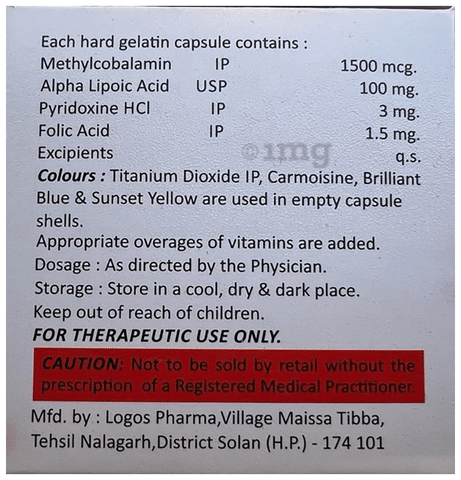 Each hard gelatin capsule contains :
Methylcobalamin IP 1500 mcg.
Alpha Lipoic Acid USP 100 mg.
Pyridoxine HCl IP 3 mg.
Folic Acid IP 1.5 mg.
Excipients q.s.
©1mg
Colours : Titanium Dioxide IP, Carmoisine, Brilliant
Blue & Sunset Yellow are used in empty capsule
shells.
Appropriate overages of vitamins are added.
Dosage : As directed by the Physician.
Storage : Store in a cool, dry & dark place.
Keep out of reach of children.
FOR THERAPEUTIC USE ONLY.
CAUTION: Not to be sold by retail without the
prescription of a Registered Medical Practitioner.
Mfd. by : Logos Pharma,Village Maissa Tibba,
Tehsil Nalagarh,District Solan (H.P.) - 174 101